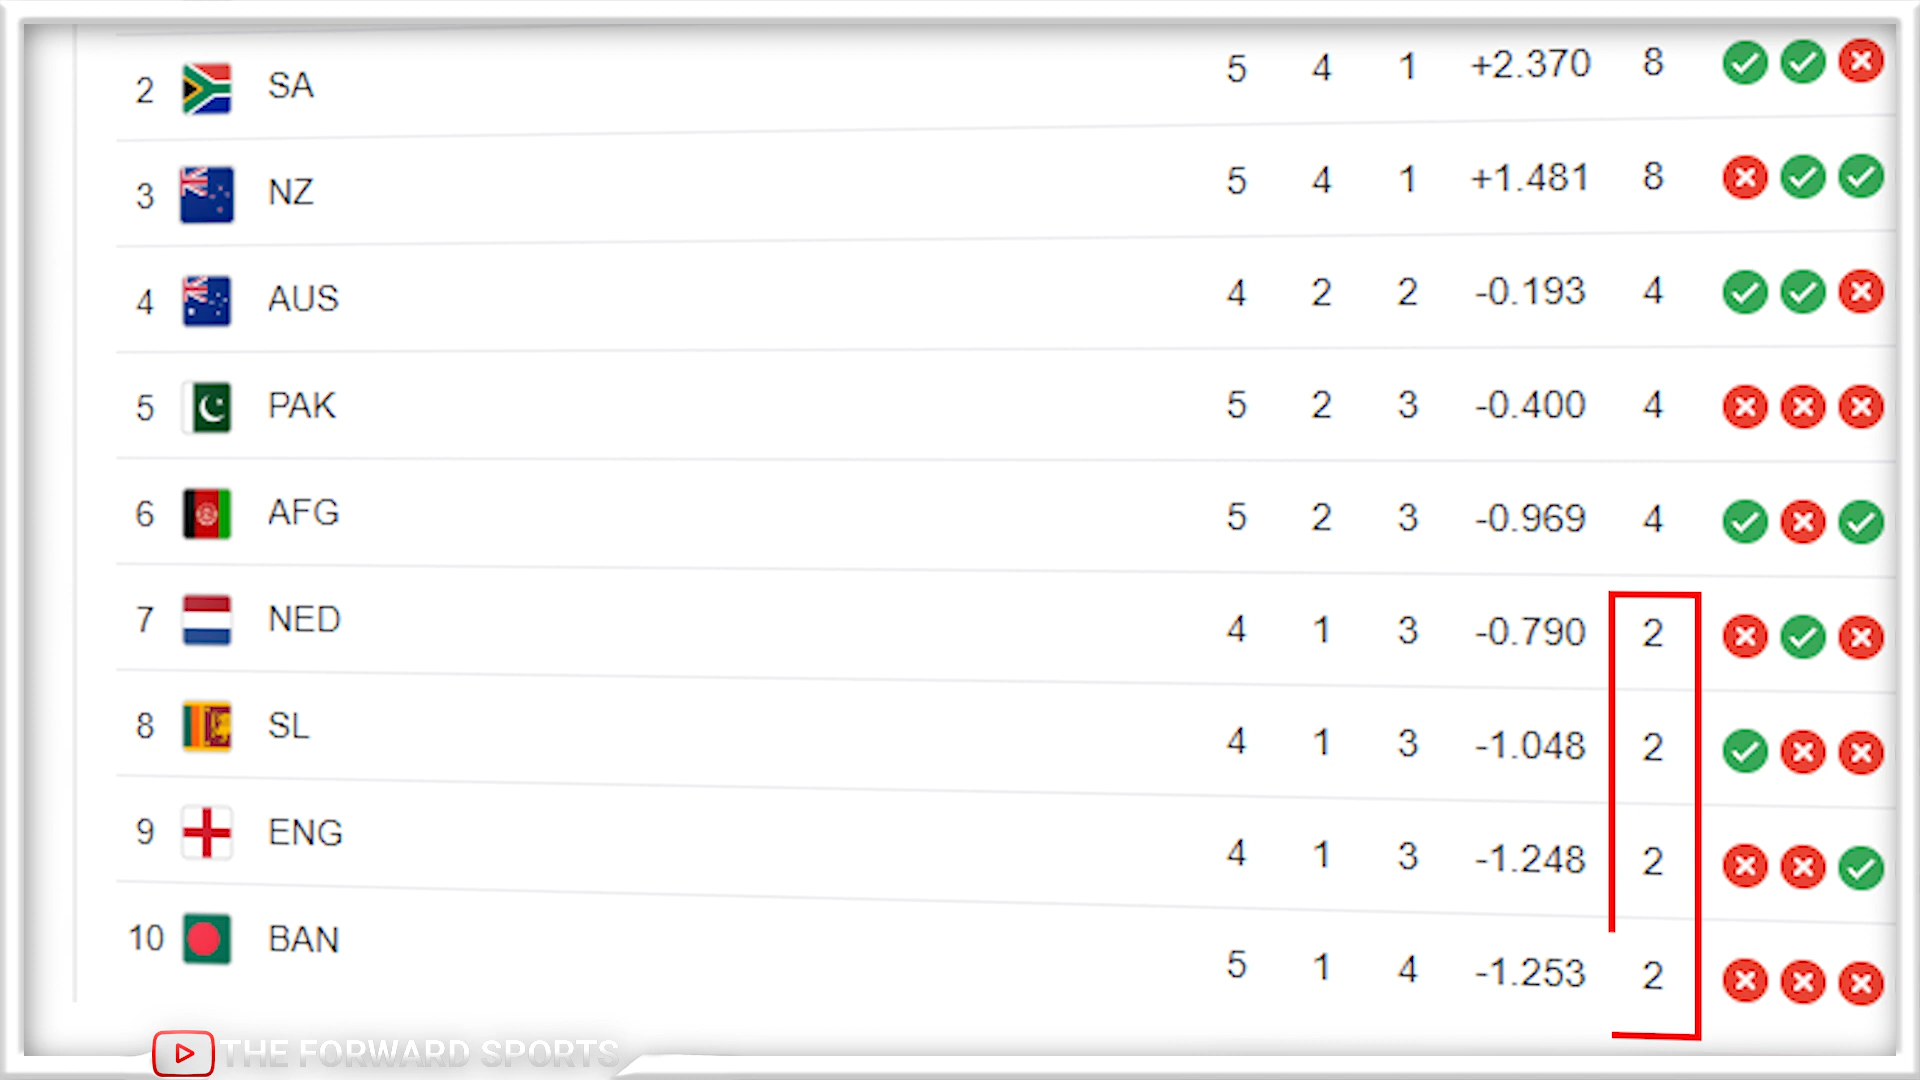 2 SA 5 4 1 +2.370 8
3 NZ 5 4 1 +1.481 8
4 AUS 4 2 2 -0.193 4
5 PAK 5 2 3 -0.400 4
6 AFG 5 2 3 -0.969 4
7 NED 4 1 3 -0.790 2
8 SL 4 1 3 -1.048 2
9 ENG 4 1 3 -1.248 2
10 BAN 5 1 4 -1.253 2
THE FORWARD SPORTS